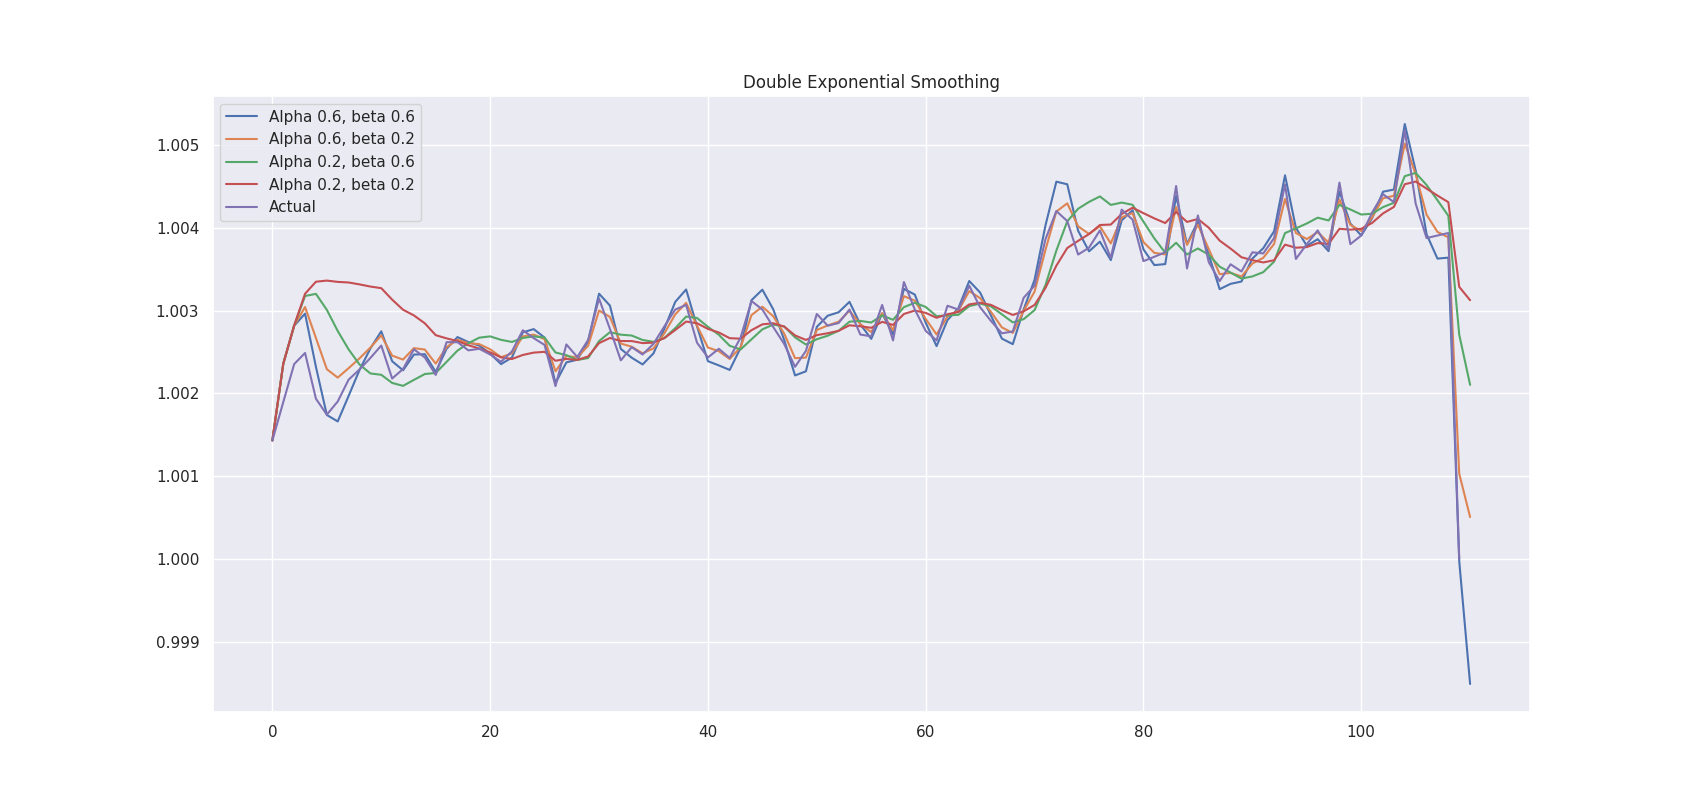 Double Exponential Smoothing
Alpha 0.6, beta 0.6
Alpha 0.6, beta 0.2
Alpha 0.2, beta 0.6
Alpha 0.2, beta 0.2
Actual
1.005
1.004
1.003
1.002
1.001
1.000
0.999
0 20 40 60 80 100